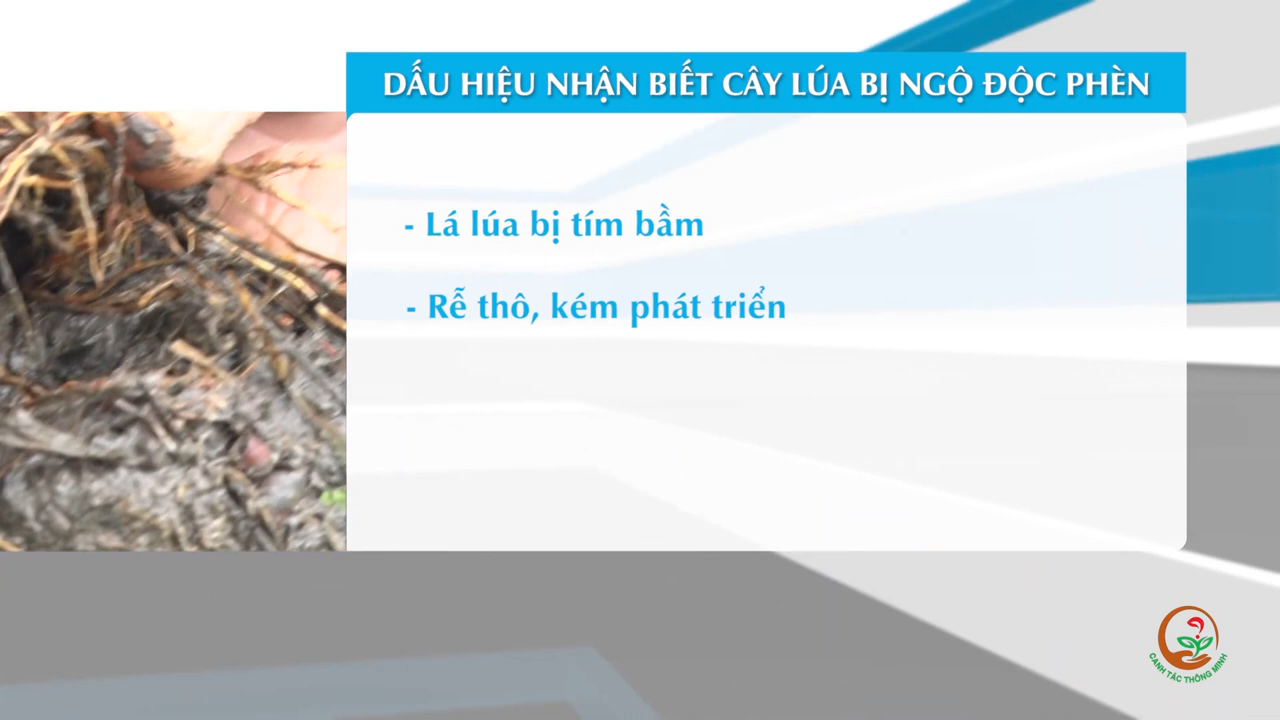 DẤU HIỆU NHẬN BIẾT CÂY LÚA BỊ NGỘ ĐỘC PHÈN
- Lá lúa bị tím bầm
- Rễ thô, kém phát triển
CANH TÁC THÔNG MINH